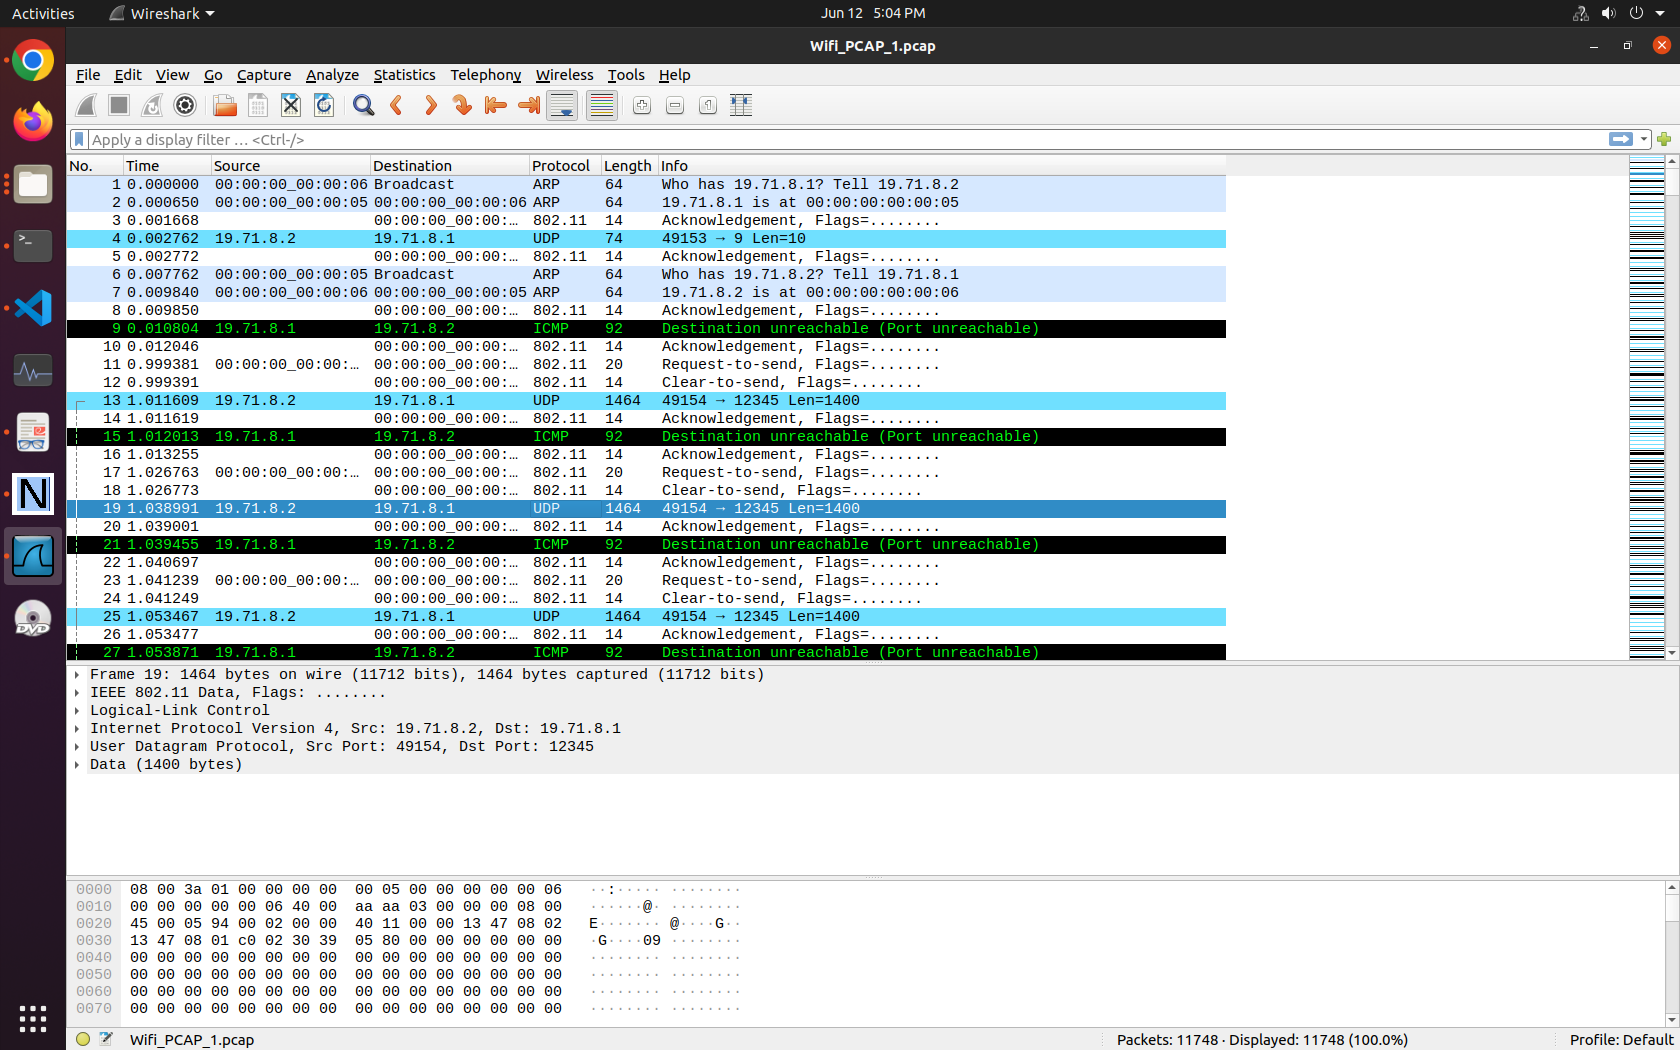 Activities Wireshark Jun 12 5:04 PM
Wifi_PCAP_1.pcap
File Edit View Go Capture Analyze Statistics Telephony Wireless Tools Help
Apply a display filter … <Ctrl-/>
No. Time Source Destination Protocol Length Info
1 0.000000 00:00:00_00:00:06 Broadcast ARP 64 Who has 19.71.8.1? Tell 19.71.8.2
2 0.000650 00:00:00_00:00:05 00:00:00_00:00:06 ARP 64 19.71.8.1 is at 00:00:00:00:00:05
3 0.001668 00:00:00_00:00:… 802.11 14 Acknowledgement, Flags=........
4 0.002762 19.71.8.2 19.71.8.1 UDP 74 49153 → 9 Len=10
5 0.002772 00:00:00_00:00:… 802.11 14 Acknowledgement, Flags=........
6 0.007762 00:00:00_00:00:05 Broadcast ARP 64 Who has 19.71.8.2? Tell 19.71.8.1
7 0.009840 00:00:00_00:00:06 00:00:00_00:00:05 ARP 64 19.71.8.2 is at 00:00:00:00:00:06
8 0.009850 00:00:00_00:00:… 802.11 14 Acknowledgement, Flags=........
9 0.010804 19.71.8.1 19.71.8.2 ICMP 92 Destination unreachable (Port unreachable)
10 0.012046 00:00:00_00:00:… 802.11 14 Acknowledgement, Flags=........
11 0.999381 00:00:00_00:00:… 00:00:00_00:00:… 802.11 20 Request-to-send, Flags=........
12 0.999391 00:00:00_00:00:… 802.11 14 Clear-to-send, Flags=........
13 1.011609 19.71.8.2 19.71.8.1 UDP 1464 49154 → 12345 Len=1400
14 1.011619 00:00:00_00:00:… 802.11 14 Acknowledgement, Flags=........
15 1.012013 19.71.8.1 19.71.8.2 ICMP 92 Destination unreachable (Port unreachable)
16 1.013255 00:00:00_00:00:… 802.11 14 Acknowledgement, Flags=........
17 1.026763 00:00:00_00:00:… 00:00:00_00:00:… 802.11 20 Request-to-send, Flags=........
18 1.026773 00:00:00_00:00:… 802.11 14 Clear-to-send, Flags=........
19 1.038991 19.71.8.2 19.71.8.1 UDP 1464 49154 → 12345 Len=1400
20 1.039001 00:00:00_00:00:… 802.11 14 Acknowledgement, Flags=........
21 1.039455 19.71.8.1 19.71.8.2 ICMP 92 Destination unreachable (Port unreachable)
22 1.040697 00:00:00_00:00:… 802.11 14 Acknowledgement, Flags=........
23 1.041239 00:00:00_00:00:… 00:00:00_00:00:… 802.11 20 Request-to-send, Flags=........
24 1.041249 00:00:00_00:00:… 802.11 14 Clear-to-send, Flags=........
25 1.053467 19.71.8.2 19.71.8.1 UDP 1464 49154 → 12345 Len=1400
26 1.053477 00:00:00_00:00:… 802.11 14 Acknowledgement, Flags=........
27 1.053871 19.71.8.1 19.71.8.2 ICMP 92 Destination unreachable (Port unreachable)
Frame 19: 1464 bytes on wire (11712 bits), 1464 bytes captured (11712 bits)
IEEE 802.11 Data, Flags: ........
Logical-Link Control
Internet Protocol Version 4, Src: 19.71.8.2, Dst: 19.71.8.1
User Datagram Protocol, Src Port: 49154, Dst Port: 12345
Data (1400 bytes)
0000 08 00 3a 01 00 00 00 00 00 05 00 00 00 00 00 06 ··:····· ········
0010 00 00 00 00 00 06 40 00 aa aa 03 00 00 00 08 00 ······@· ········
0020 45 00 05 94 00 02 00 00 40 11 00 00 13 47 08 02 E······· @····G··
0030 13 47 08 01 c0 02 30 39 05 80 00 00 00 00 00 00 ·G····09 ········
0040 00 00 00 00 00 00 00 00 00 00 00 00 00 00 00 00 ········ ········
0050 00 00 00 00 00 00 00 00 00 00 00 00 00 00 00 00 ········ ········
0060 00 00 00 00 00 00 00 00 00 00 00 00 00 00 00 00 ········ ········
0070 00 00 00 00 00 00 00 00 00 00 00 00 00 00 00 00 ········ ········
Wifi_PCAP_1.pcap Packets: 11748 · Displayed: 11748 (100.0%) Profile: Default